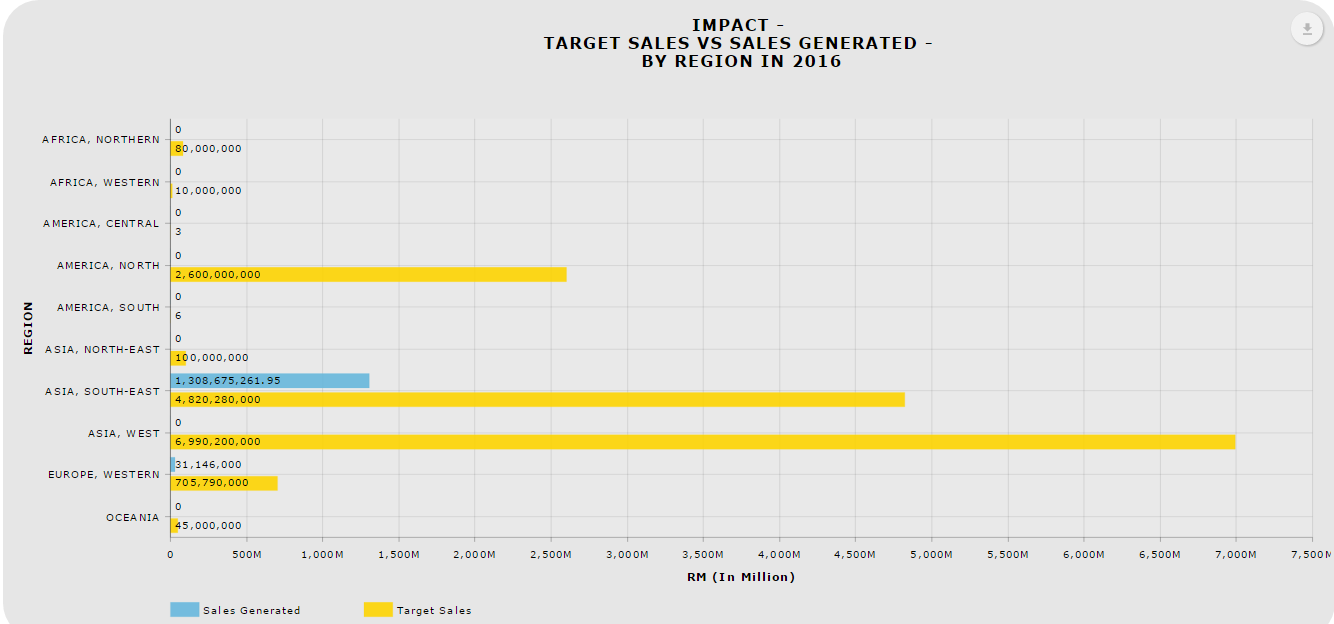 IMPACT -
TARGET SALES VS SALES GENERATED -
BY REGION IN 2016
REGION
AFRICA, NORTHERN
0
80,000,000
AFRICA, WESTERN
0
10,000,000
AMERICA, CENTRAL
0
3
AMERICA, NORTH
0
2,600,000,000
AMERICA, SOUTH
0
6
ASIA, NORTH-EAST
0
100,000,000
ASIA, SOUTH-EAST
1,308,675,261.95
4,820,280,000
ASIA, WEST
0
6,990,200,000
EUROPE, WESTERN
31,146,000
705,790,000
OCEANIA
0
45,000,000
0 500M 1,000M 1,500M 2,000M 2,500M 3,000M 3,500M 4,000M 4,500M 5,000M 5,500M 6,000M 6,500M 7,000M 7,500M
RM (In Million)
Sales Generated Target Sales